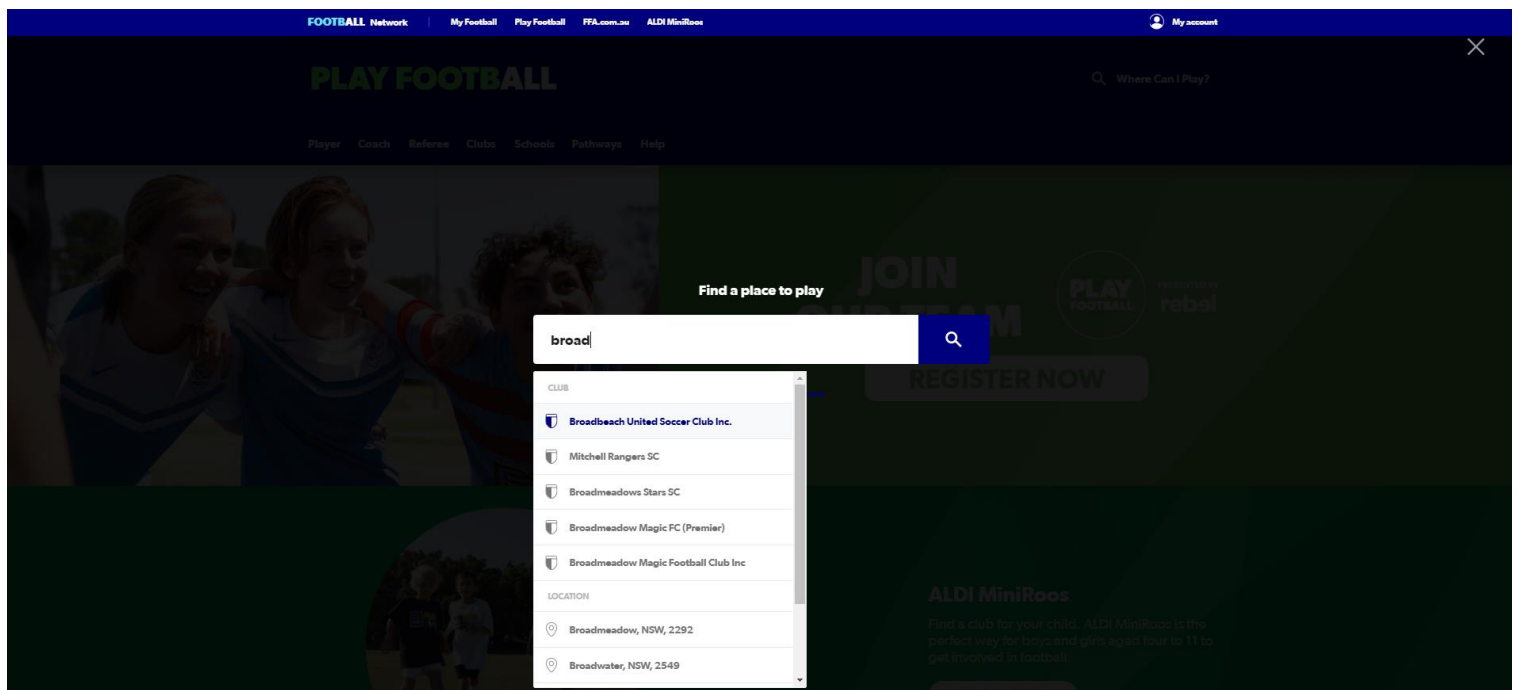 FOOTBALL Network
My Football
Play Football
FFA.com.au
ALDI MiniRoos
My account
PLAY FOOTBALL
Where Can I Play?
Player
Coach
Referee
Clubs
Schools
Pathways
Help
JOIN
OUR TEAM
PLAY
FOOTBALL
rebel
REGISTER NOW
Find a place to play
broad
CLUB
Broadbeach United Soccer Club Inc.
Mitchell Rangers SC
Broadmeadows Stars SC
Broadmeadow Magic FC (Premier)
Broadmeadow Magic Football Club Inc
LOCATION
Broadmeadow, NSW, 2292
Broadwater, NSW, 2549
ALDI MiniRoos
Find a club for your child. ALDI MiniRoos is the
perfect way for boys and girls aged four to 11 to
get involved in football.